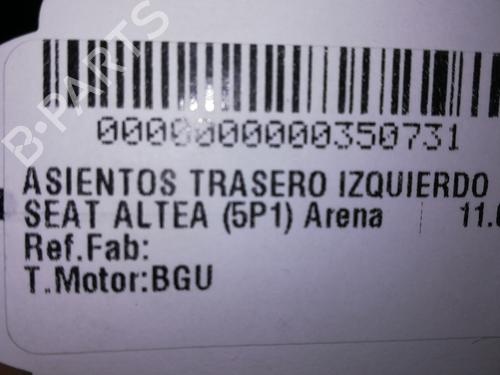 0000000000350731
ASIENTOS TRASERO IZQUIERDO
SEAT ALTEA (5P1) Arena
Ref.Fab:
T.Motor:BGU
B-PARTS